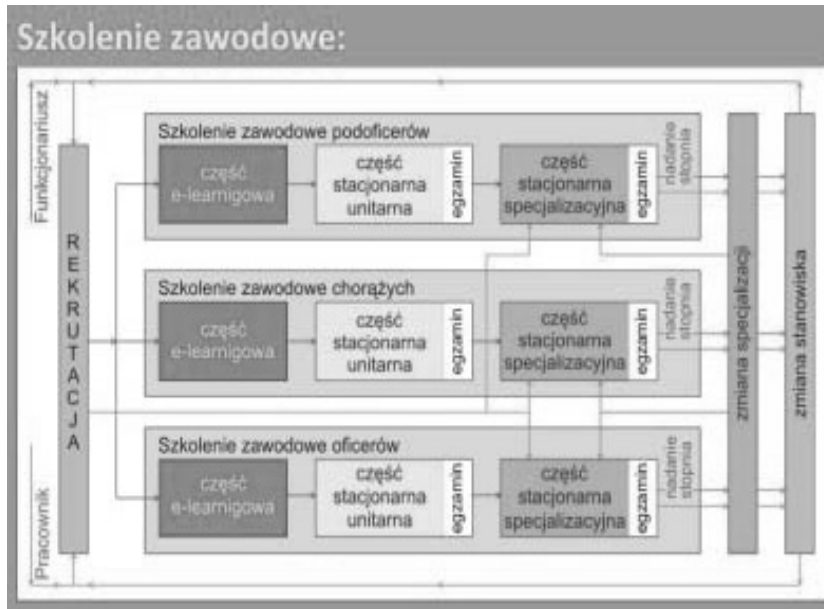 Szkolenie zawodowe:
Funkcjonariusz
Pracownik
REKRUTACJA
Szkolenie zawodowe podoficerów
część
e-learnigowa
część
stacjonarna
unitarna
egzamin
część
stacjonarna
specjalizacyjna
egzamin
nadanie
stopnia
Szkolenie zawodowe chorążych
część
e-learnigowa
część
stacjonarna
unitarna
egzamin
część
stacjonarna
specjalizacyjna
egzamin
nadanie
stopnia
Szkolenie zawodowe oficerów
część
e-learnigowa
część
stacjonarna
unitarna
egzamin
część
stacjonarna
specjalizacyjna
egzamin
nadanie
stopnia
zmiana specjalizacji
zmiana stanowiska